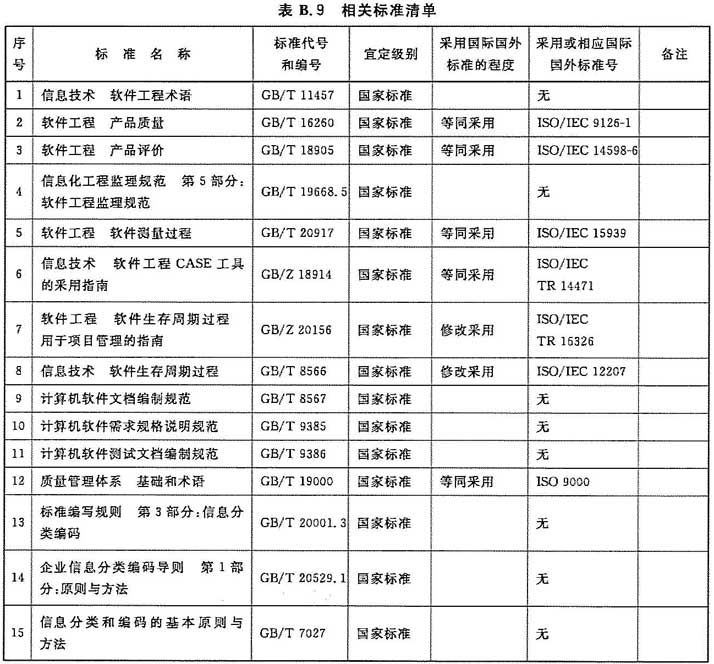 表 B.9 相关标准清单
序号 标准名称 标准代号和编号 宜定级别 采用国际国外标准的程度 采用或相应国际国外标准号 备注
1 信息技术 软件工程术语 GB/T 11457 国家标准 无
2 软件工程 产品质量 GB/T 16260 国家标准 等同采用 ISO/IEC 9126-1
3 软件工程 产品评价 GB/T 18905 国家标准 等同采用 ISO/IEC 14598-6
4 信息化工程监理规范 第5部分:软件工程监理规范 GB/T 19668.5 国家标准 无
5 软件工程 软件测量过程 GB/T 20917 国家标准 等同采用 ISO/IEC 15939
6 信息技术 软件工程CASE工具的采用指南 GB/Z 18914 国家标准 等同采用 ISO/IEC TR 14471
7 软件工程 软件生存周期过程 用于项目管理的指南 GB/Z 20156 国家标准 修改采用 ISO/IEC TR 16326
8 信息技术 软件生存周期过程 GB/T 8566 国家标准 修改采用 ISO/IEC 12207
9 计算机软件文档编制规范 GB/T 8567 国家标准 无
10 计算机软件需求规格说明规范 GB/T 9385 国家标准 无
11 计算机软件测试文档编制规范 GB/T 9386 国家标准 无
12 质量管理体系 基础和术语 GB/T 19000 国家标准 等同采用 ISO 9000
13 标准编写规则 第3部分:信息分类编码 GB/T 20001.3 国家标准 无
14 企业信息分类编码导则 第1部分:原则与方法 GB/T 20529.1 国家标准 无
15 信息分类和编码的基本原则与方法 GB/T 7027 国家标准 无